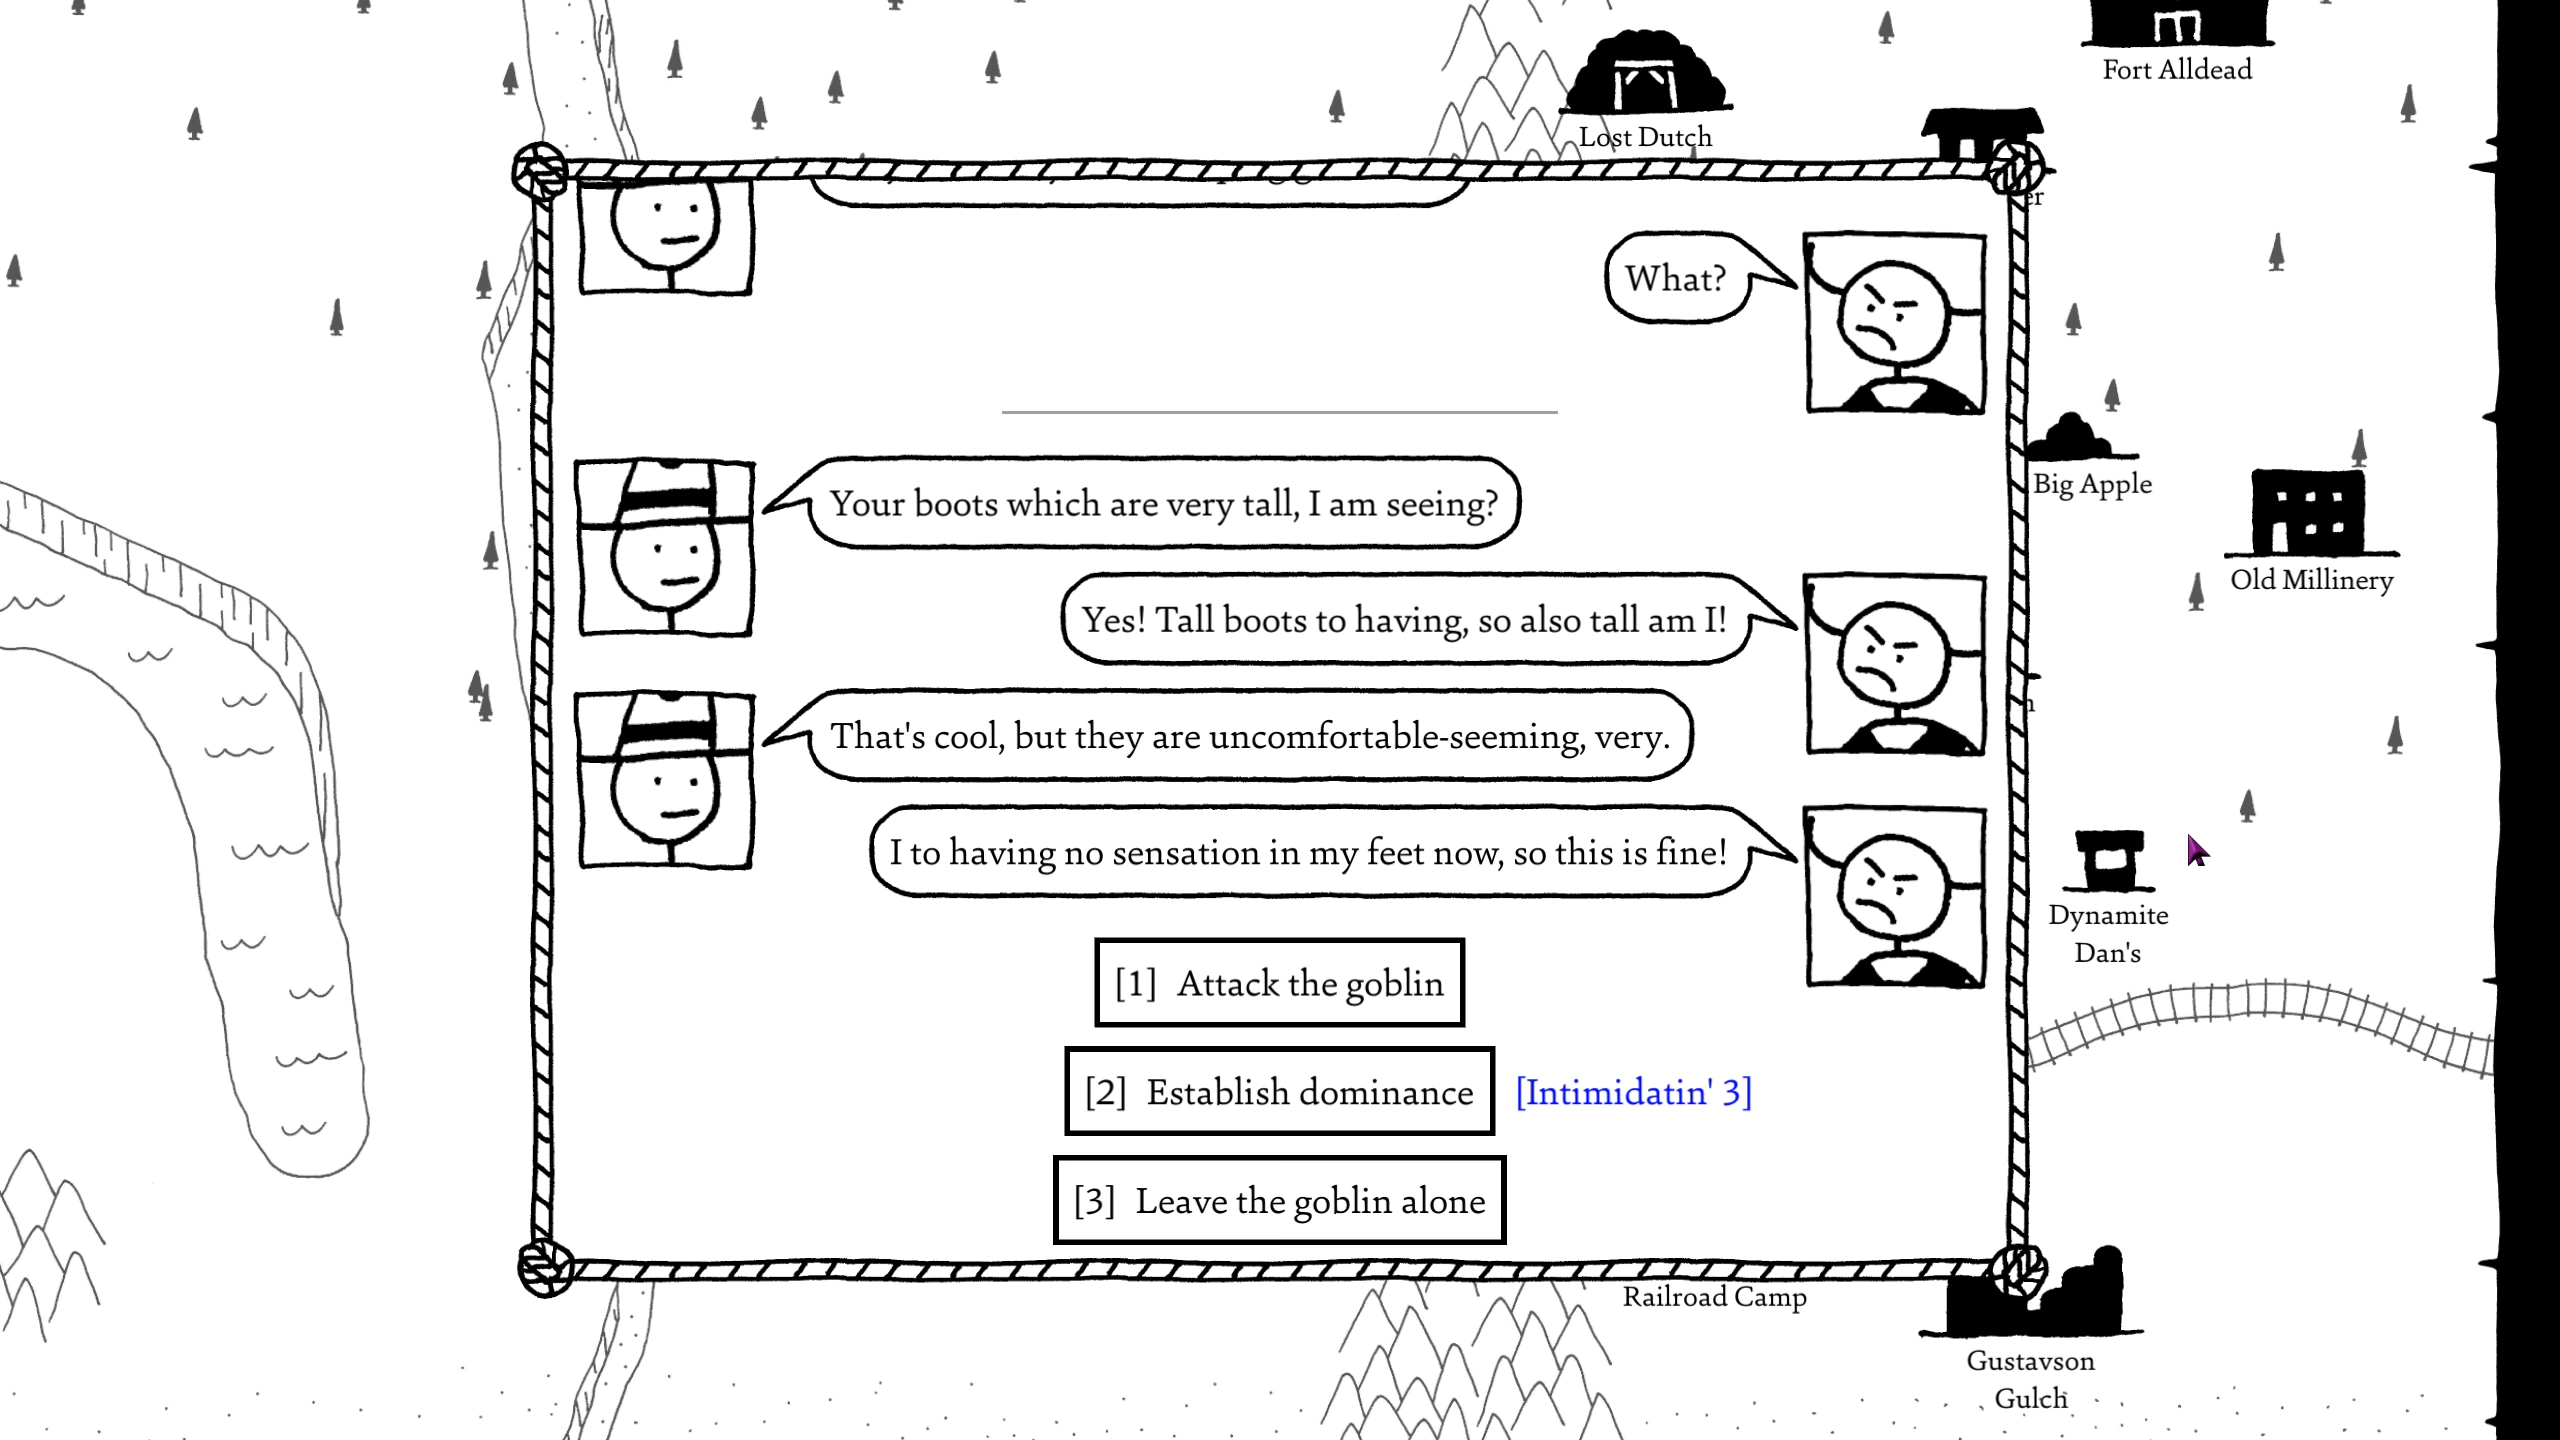 Fort Alldead
Lost Dutch
er
What?
Your boots which are very tall, I am seeing?
Big Apple
Yes! Tall boots to having, so also tall am I!
Old Millinery
That's cool, but they are uncomfortable-seeming, very.
I to having no sensation in my feet now, so this is fine!
Dynamite
Dan's
[1] Attack the goblin
[2] Establish dominance [Intimidatin' 3]
[3] Leave the goblin alone
Railroad Camp
Gustavson
Gulch